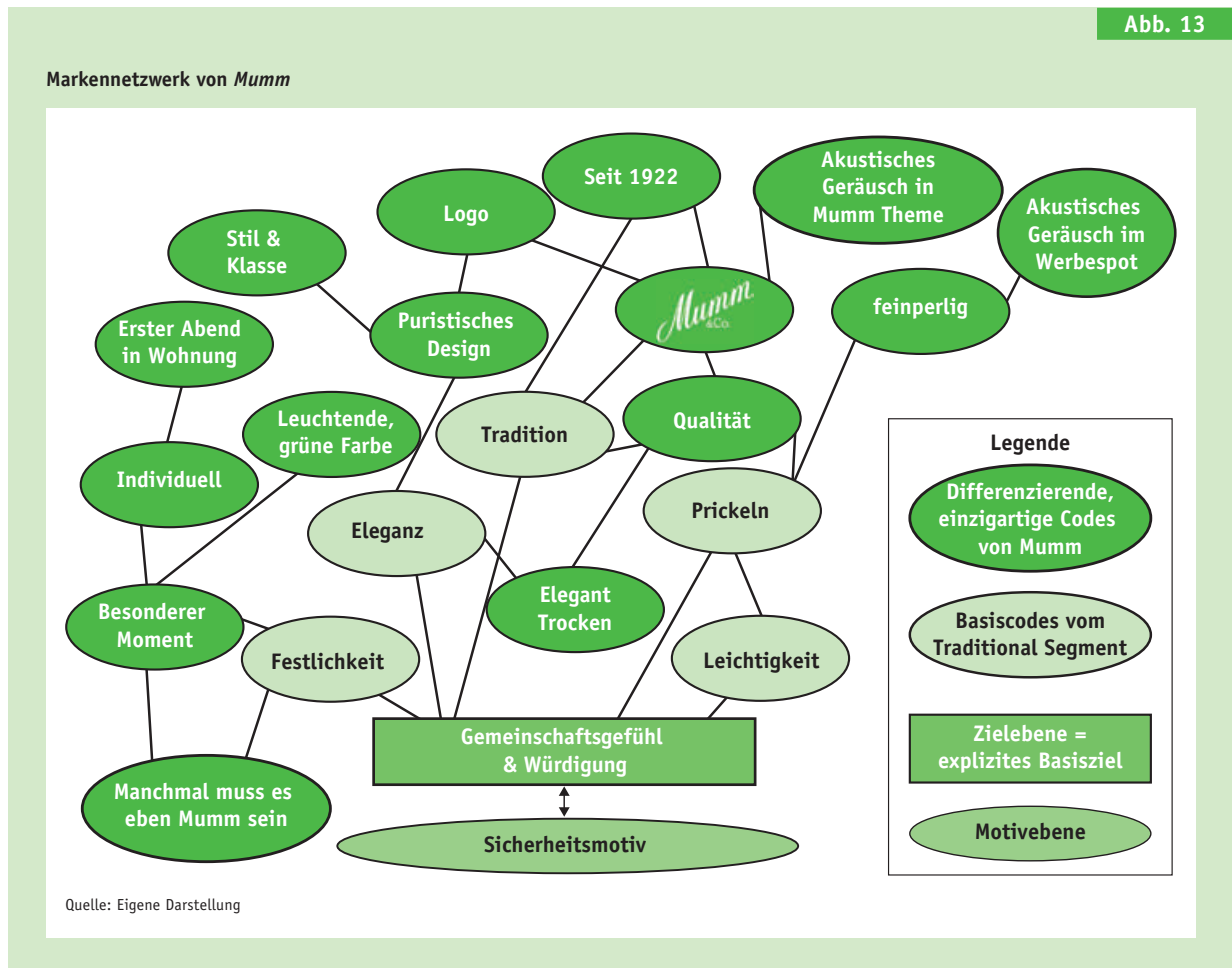 Abb. 13
Markennetzwerk von Mumm
Seit 1922
Akustisches
Geräusch in
Mumm Theme
Logo
Akustisches
Geräusch im
Werbespot
Stil &
Klasse
Mumm
&Co.
feinperlig
Erster Abend
in Wohnung
Puristisches
Design
Leuchtende,
grüne Farbe
Tradition
Qualität
Individuell
Eleganz
Prickeln
Besonderer
Moment
Elegant
Trocken
Festlichkeit
Leichtigkeit
Gemeinschaftsgefühl
& Würdigung
Manchmal muss es
eben Mumm sein
Sicherheitsmotiv
Legende
Differenzierende,
einzigartige Codes
von Mumm
Basiscodes vom
Traditional Segment
Zielebene =
explizites Basisziel
Motivebene
Quelle: Eigene Darstellung